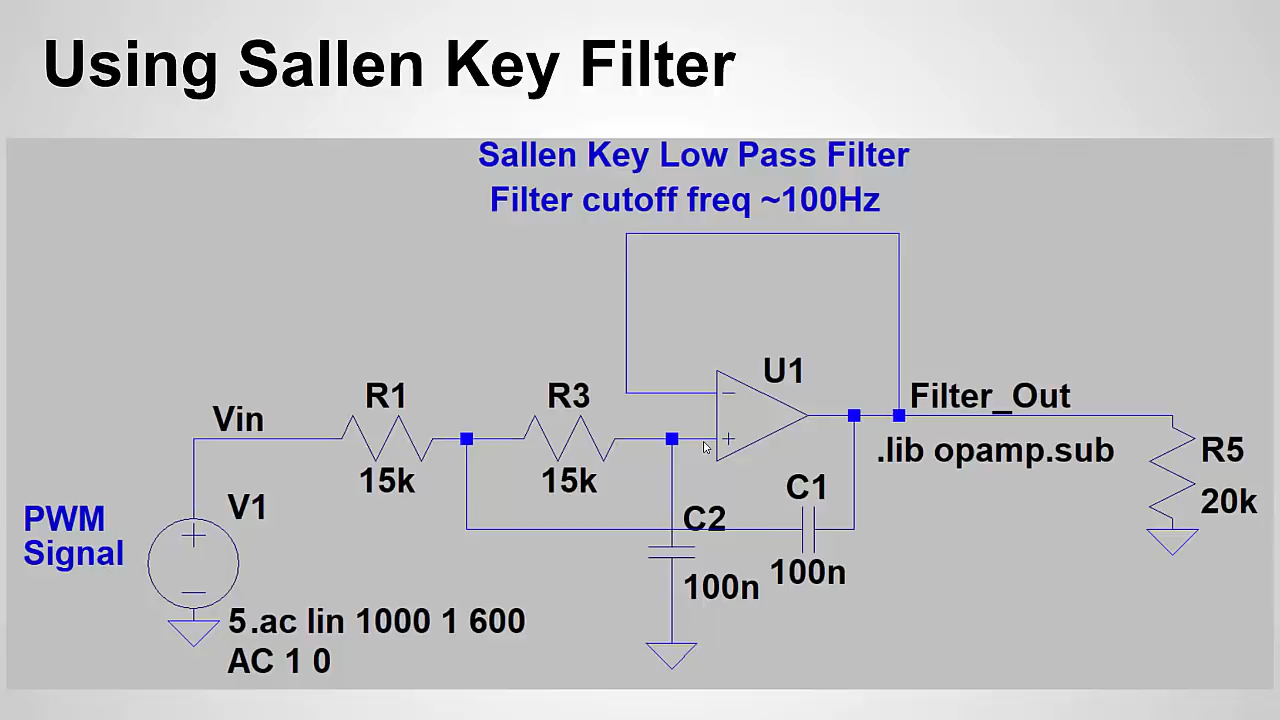 Using Sallen Key Filter
Sallen Key Low Pass Filter
Filter cutoff freq ~100Hz
U1
R1
R3
Filter_Out
Vin
.lib opamp.sub
R5
15k
15k
C1
20k
V1
C2
PWM
Signal
100n
100n
5.ac lin 1000 1 600
AC 1 0